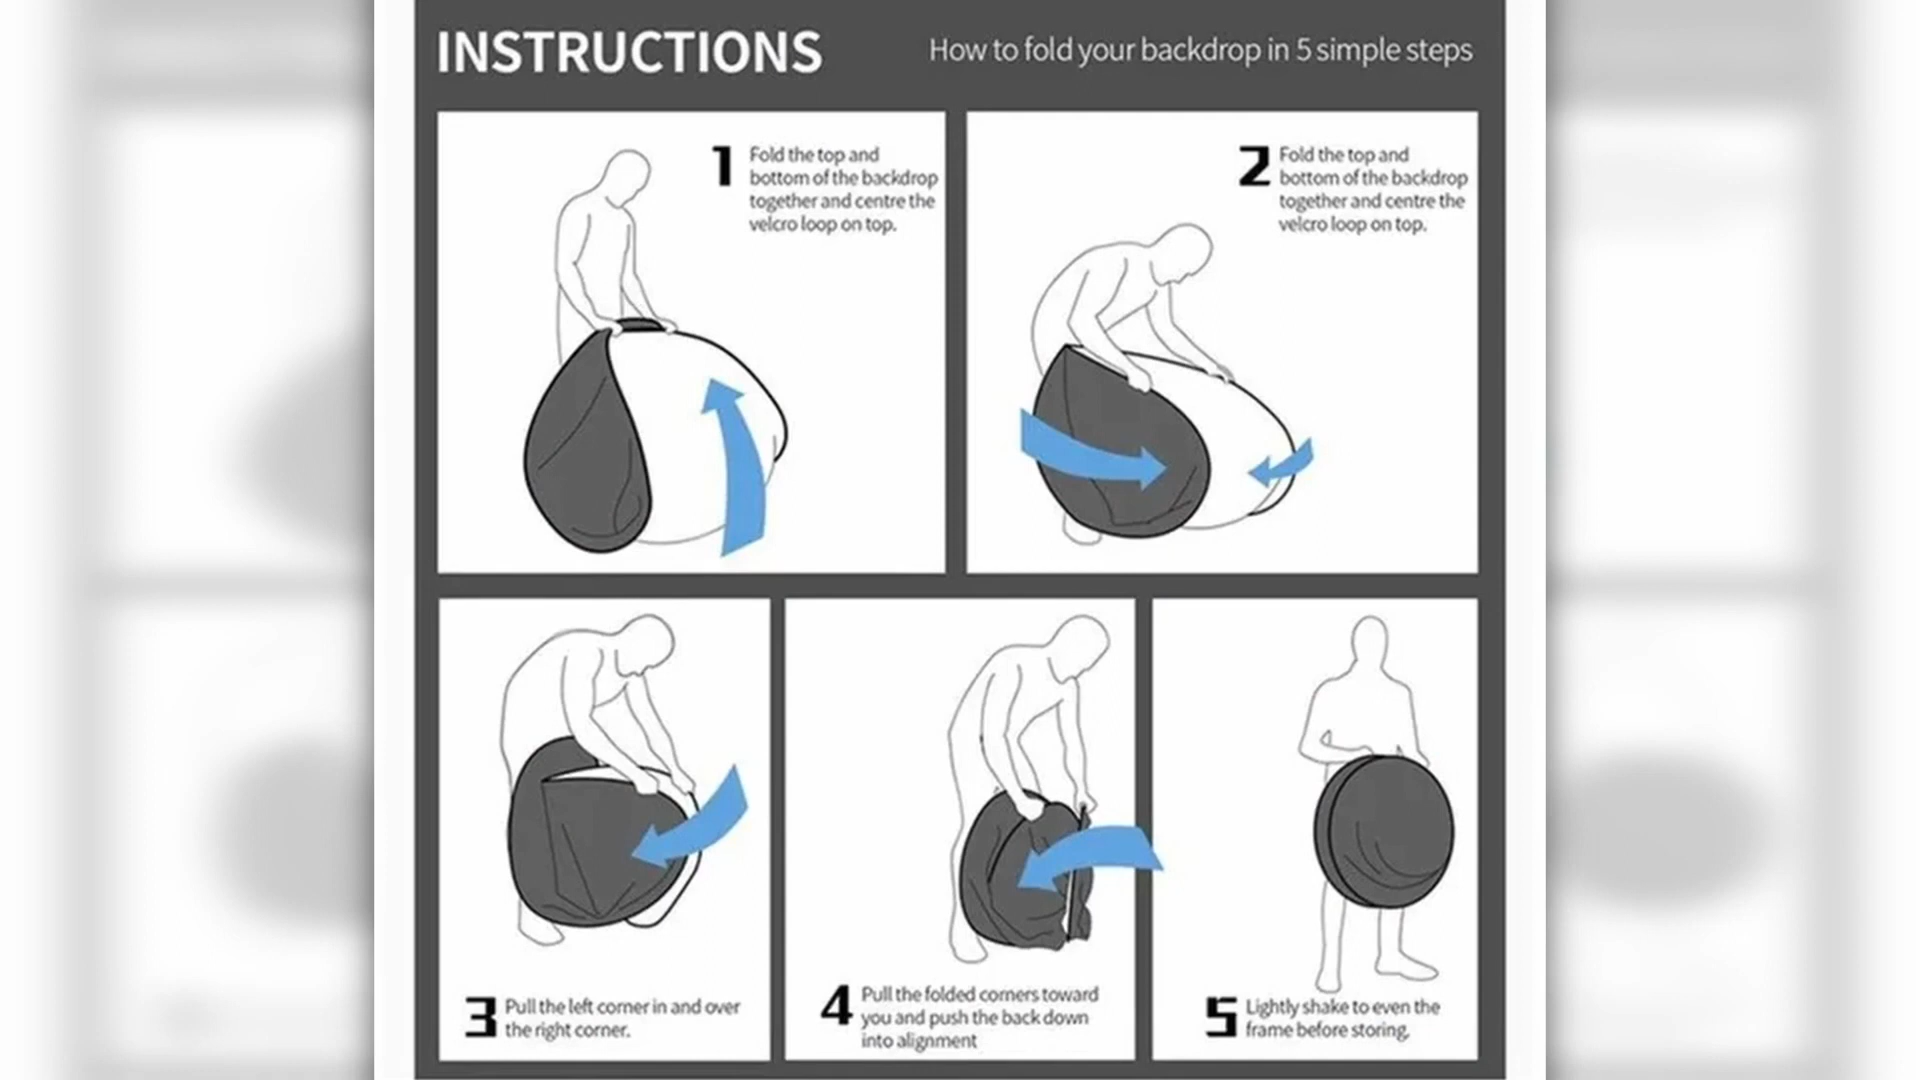 INSTRUCTIONS
How to fold your backdrop in 5 simple steps
1
Fold the top and
bottom of the backdrop
together and centre the
velcro loop on top.
2
Fold the top and
bottom of the backdrop
together and centre the
velcro loop on top.
3
Pull the left corner in and over
the right corner.
4
Pull the folded corners toward
you and push the back down
into alignment
5
Lightly shake to even the
frame before storing.